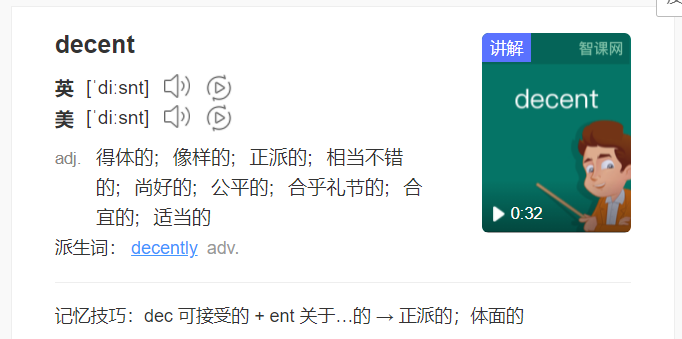 decent
讲解
智课网
decent
英 [ˈdiːsnt]
美 [ˈdiːsnt]
adj. 得体的；像样的；正派的；相当不错
的；尚好的；公平的；合乎礼节的；合
宜的；适当的
0:32
派生词： decently adv.
记忆技巧：dec 可接受的 + ent 关于…的 → 正派的；体面的